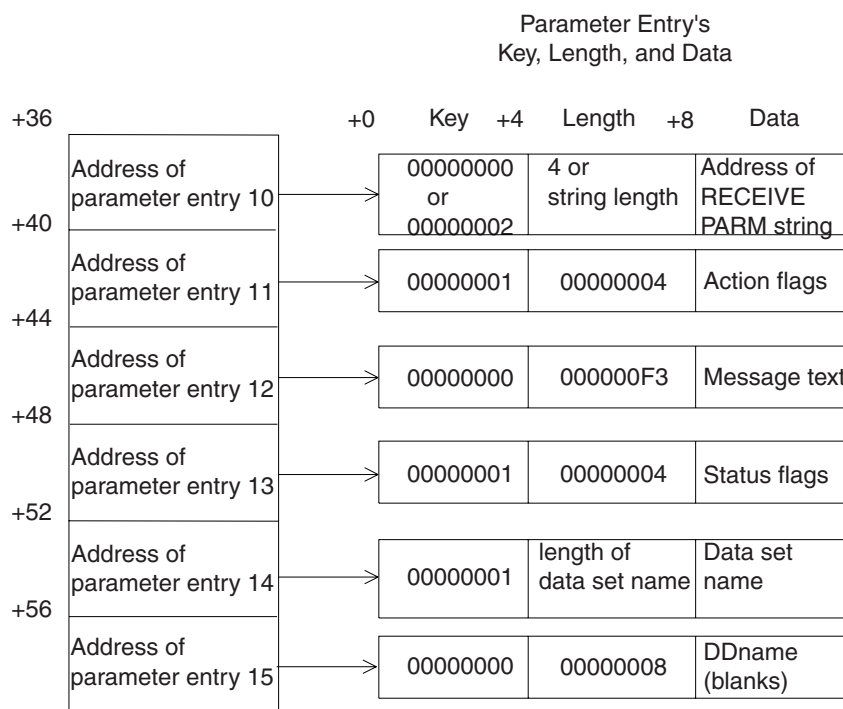 Parameter Entry's
Key, Length, and Data
+36 +0 Key +4 Length +8 Data
Address of
parameter entry 10
00000000
or
00000002
4 or
string length
Address of
RECEIVE
PARM string
+40
Address of
parameter entry 11
00000001 00000004 Action flags
+44
Address of
parameter entry 12
00000000 000000F3 Message text
+48
Address of
parameter entry 13
00000001 00000004 Status flags
+52
Address of
parameter entry 14
00000001
length of
data set name
Data set
name
+56
Address of
parameter entry 15
00000000 00000008
DDname
(blanks)